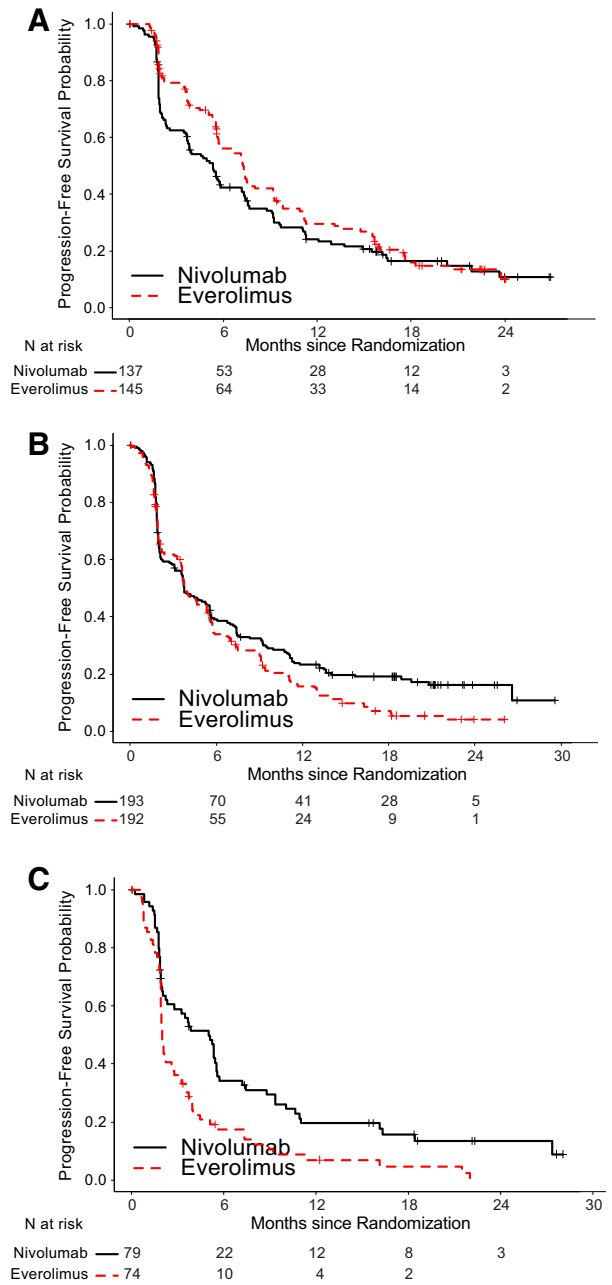 A
Progression-Free Survival Probability
1.0
0.8
0.6
0.4
0.2
0.0
Nivolumab
Everolimus
0 6 12 18 24
N at risk Months since Randomization
Nivolumab 137 53 28 12 3
Everolimus 145 64 33 14 2
B
Progression-Free Survival Probability
1.0
0.8
0.6
0.4
0.2
0.0
Nivolumab
Everolimus
0 6 12 18 24 30
N at risk Months since Randomization
Nivolumab 193 70 41 28 5
Everolimus 192 55 24 9 1
C
Progression-Free Survival Probability
1.0
0.8
0.6
0.4
0.2
0.0
Nivolumab
Everolimus
0 6 12 18 24 30
N at risk Months since Randomization
Nivolumab 79 22 12 8 3
Everolimus 74 10 4 2